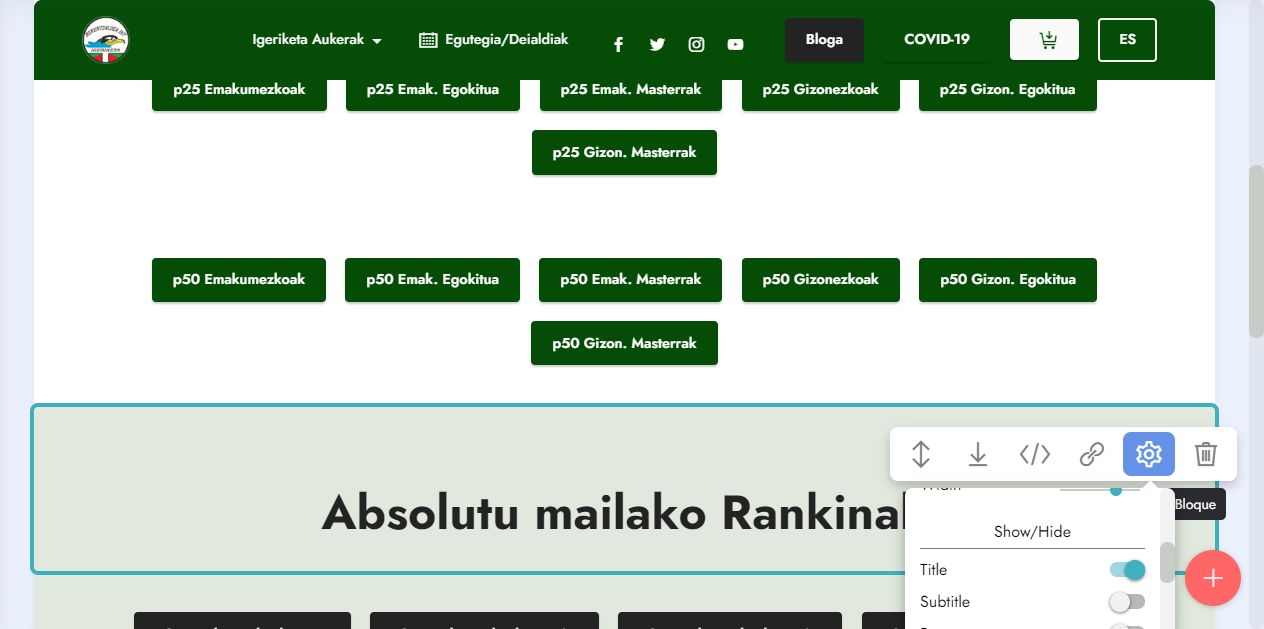 Igeriketa Aukerak
Egutegia/Deialdiak
Bloga
COVID-19
ES
p25 Emakumezkoak
p25 Emak. Egokitua
p25 Emak. Masterrak
p25 Gizonezkoak
p25 Gizon. Egokitua
p25 Gizon. Masterrak
p50 Emakumezkoak
p50 Emak. Egokitua
p50 Emak. Masterrak
p50 Gizonezkoak
p50 Gizon. Egokitua
p50 Gizon. Masterrak
Absolutu mailako Rankina
Bloque
Show/Hide
Title
Subtitle